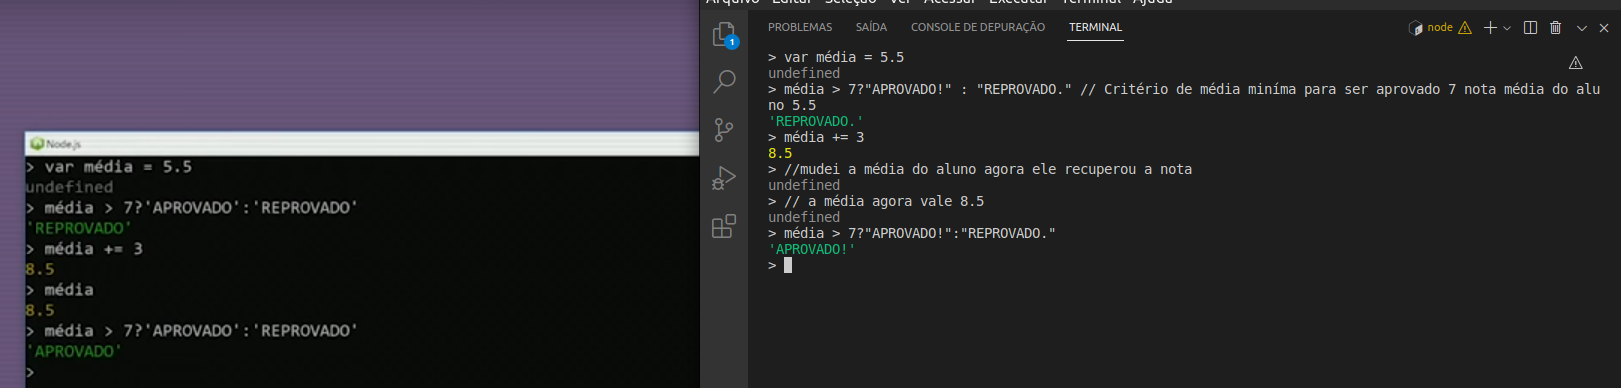 Node.js
> var média = 5.5
undefined
> média > 7?'APROVADO':'REPROVADO'
'REPROVADO'
> média += 3
8.5
> média
8.5
> média > 7?'APROVADO':'REPROVADO'
'APROVADO'
>
Arquivo Editar Seleção Ver Acessar Executar Terminal Ajuda
1
PROBLEMAS SAÍDA CONSOLE DE DEPURAÇÃO TERMINAL node
> var média = 5.5
undefined
> média > 7?"APROVADO!" : "REPROVADO." // Critério de média miníma para ser aprovado 7 nota média do alu
no 5.5
'REPROVADO.'
> média += 3
8.5
> //mudei a média do aluno agora ele recuperou a nota
undefined
> // a média agora vale 8.5
undefined
> média > 7?"APROVADO!":"REPROVADO."
'APROVADO!'
>